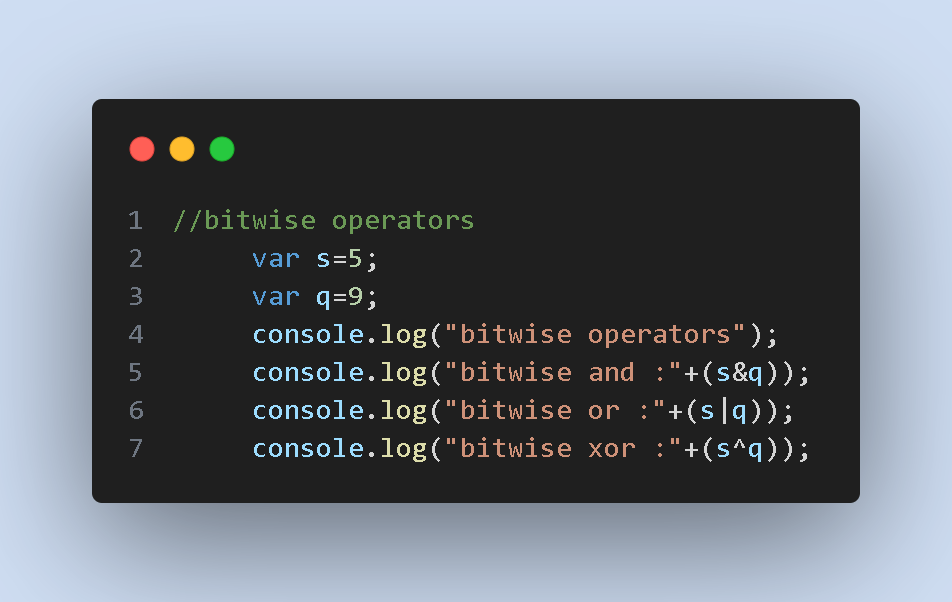 1 //bitwise operators
2 var s=5;
3 var q=9;
4 console.log("bitwise operators");
5 console.log("bitwise and :"+(s&q));
6 console.log("bitwise or :"+(s|q));
7 console.log("bitwise xor :"+(s^q));